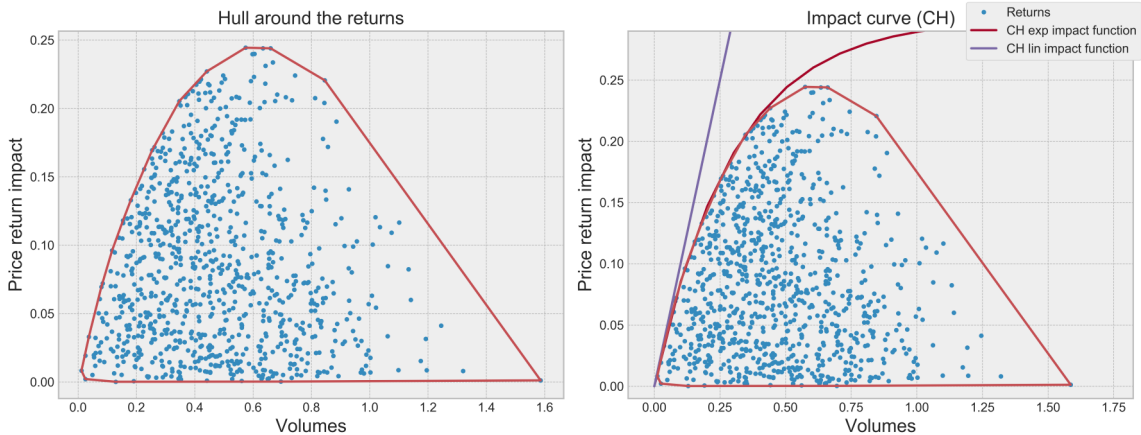 Hull around the returns
Price return impact
0.25
0.20
0.15
0.10
0.05
0.00
0.0 0.2 0.4 0.6 0.8 1.0 1.2 1.4 1.6
Volumes
Impact curve (CH)
Returns
CH exp impact function
CH lin impact function
Price return impact
0.25
0.20
0.15
0.10
0.05
0.00
0.00 0.25 0.50 0.75 1.00 1.25 1.50 1.75
Volumes